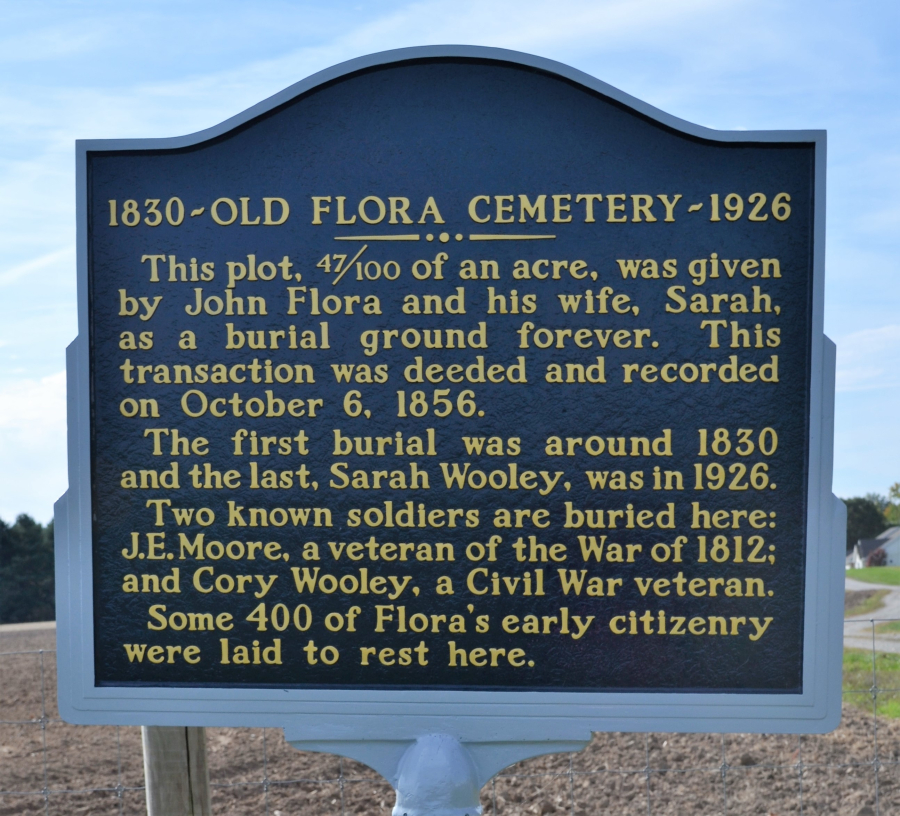 1830~OLD FLORA CEMETERY~1926
This plot, 47/100 of an acre, was given
by John Flora and his wife, Sarah,
as a burial ground forever. This
transaction was deeded and recorded
on October 6, 1856.
The first burial was around 1830
and the last, Sarah Wooley, was in 1926.
Two known soldiers are buried here:
J.E. Moore, a veteran of the War of 1812;
and Cory Wooley, a Civil War veteran.
Some 400 of Flora's early citizenry
were laid to rest here.